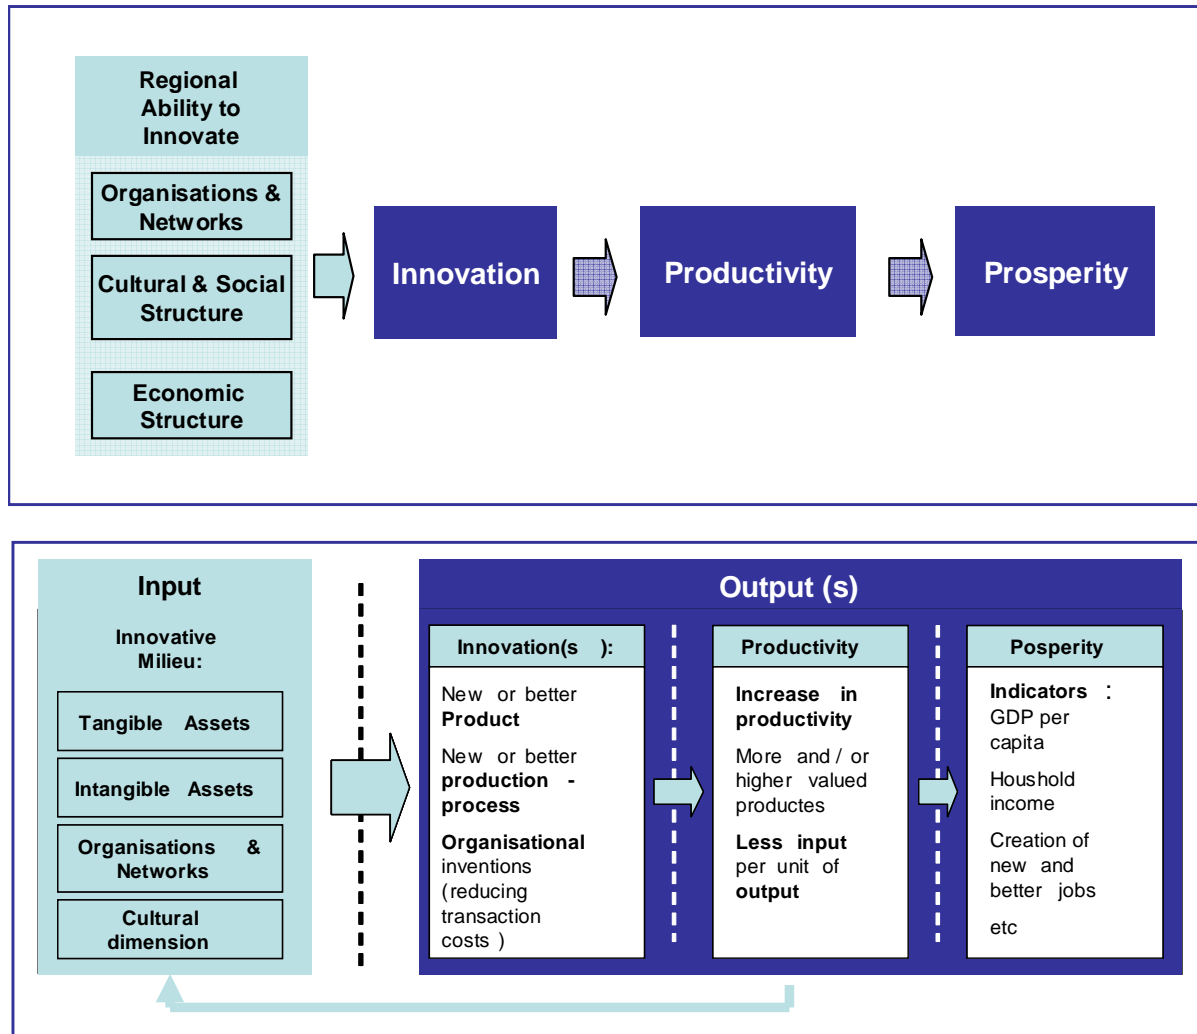 Regional
Ability to
Innovate
Organisations &
Networks
Cultural & Social
Structure
Economic
Structure
Innovation
Productivity
Prosperity
Input
Innovative
Milieu:
Tangible Assets
Intangible Assets
Organisations &
Networks
Cultural
dimension
Output (s)
Innovation(s ):
New or better
Product
New or better
production -
process
Organisational
inventions
(reducing
transaction
costs )
Productivity
Increase in
productivity
More and / or
higher valued
productes
Less input
per unit of
output
Posperity
Indicators :
GDP per
capita
Houshold
income
Creation of
new and
better jobs
etc